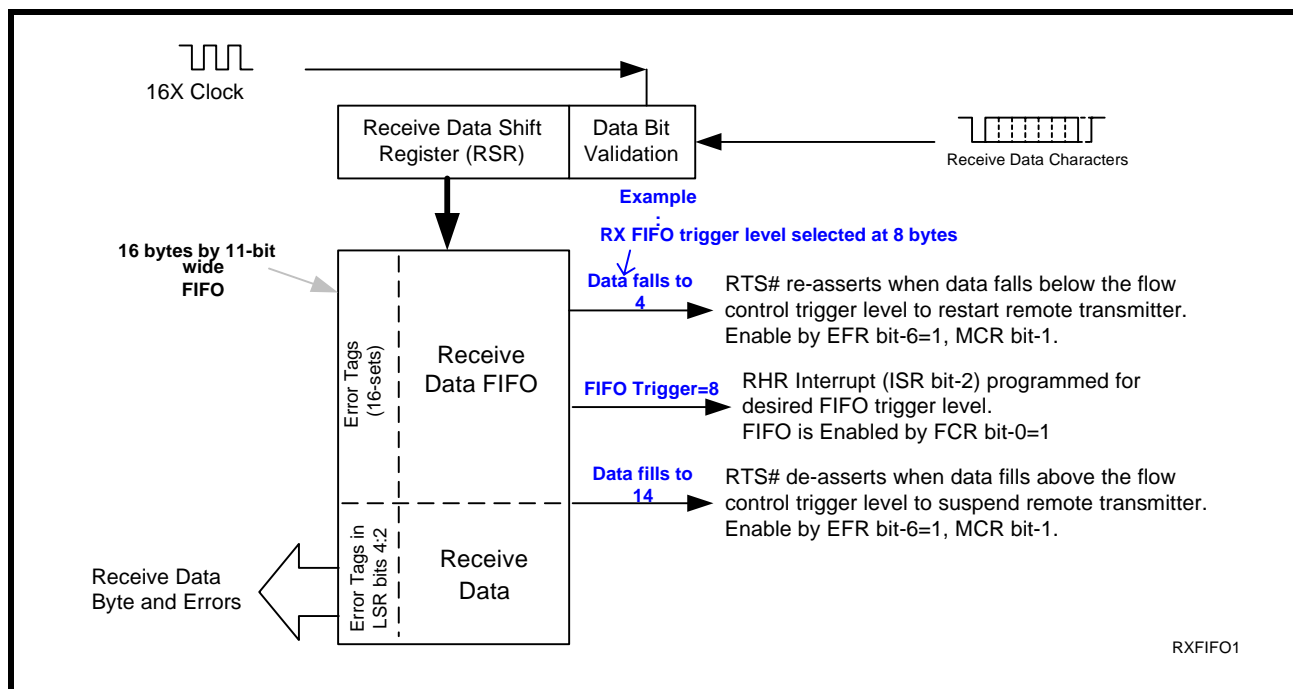 16X Clock
Receive Data Shift
Register (RSR)
Data Bit
Validation
Receive Data Characters
Example
:
RX FIFO trigger level selected at 8 bytes
16 bytes by 11-bit
wide
FIFO
Error Tags
(16-sets)
Receive
Data FIFO
Data falls to
4
RTS# re-asserts when data falls below the flow
control trigger level to restart remote transmitter.
Enable by EFR bit-6=1, MCR bit-1.
FIFO Trigger=8
RHR Interrupt (ISR bit-2) programmed for
desired FIFO trigger level.
FIFO is Enabled by FCR bit-0=1
Data fills to
14
RTS# de-asserts when data fills above the flow
control trigger level to suspend remote transmitter.
Enable by EFR bit-6=1, MCR bit-1.
Error Tags in
LSR bits 4:2
Receive
Data
Receive Data
Byte and Errors
RXFIFO1